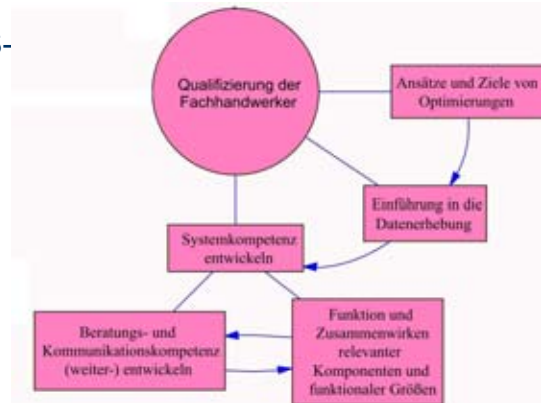 s-
Qualifizierung der
Fachhandwerker
Ansätze und Ziele von
Optimierungen
Einführung in die
Datenerhebung
Systemkompetenz
entwickeln
Beratungs- und
Kommunikationskompetenz
(weiter-) entwickeln
Funktion und
Zusammenwirken
relevanter
Komponenten und
funktionaler Größen